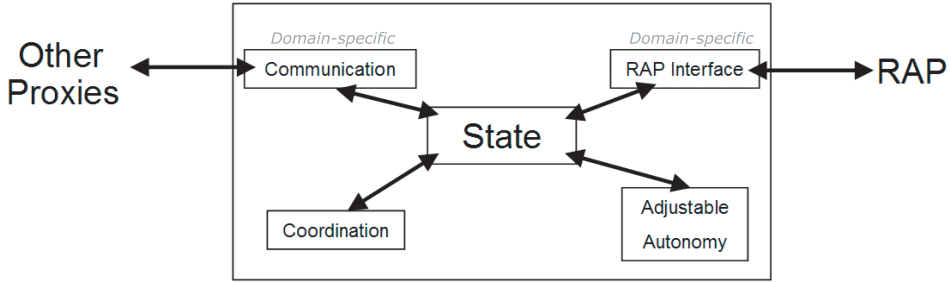 Domain-specific
Domain-specific
Other
Proxies
Communication
RAP Interface
RAP
State
Coordination
Adjustable
Autonomy